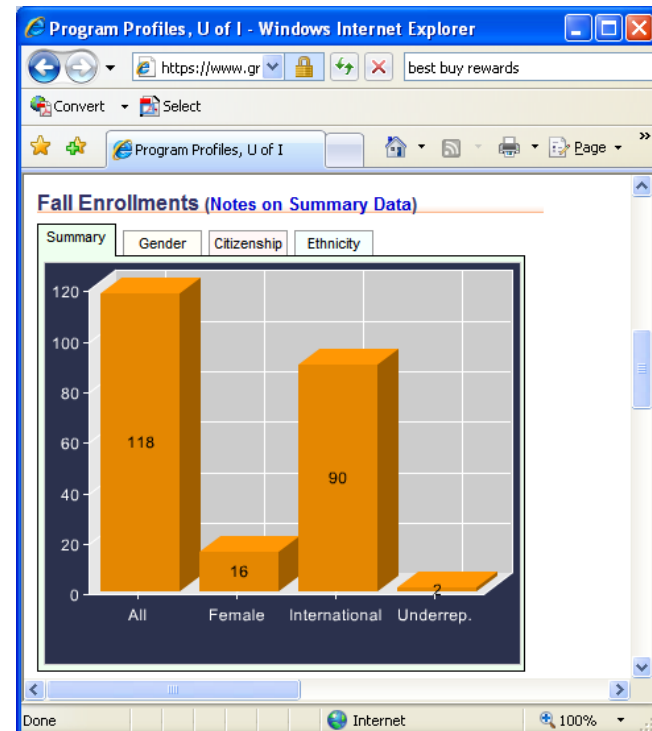 Program Profiles, U of I - Windows Internet Explorer
https://www.gr
best buy rewards
Convert Select
Program Profiles, U of I
Page
Fall Enrollments (Notes on Summary Data)
Summary Gender Citizenship Ethnicity
120
100
80
60
40
20
0
118
16
90
2
All Female International Underrep.
Done Internet 100%